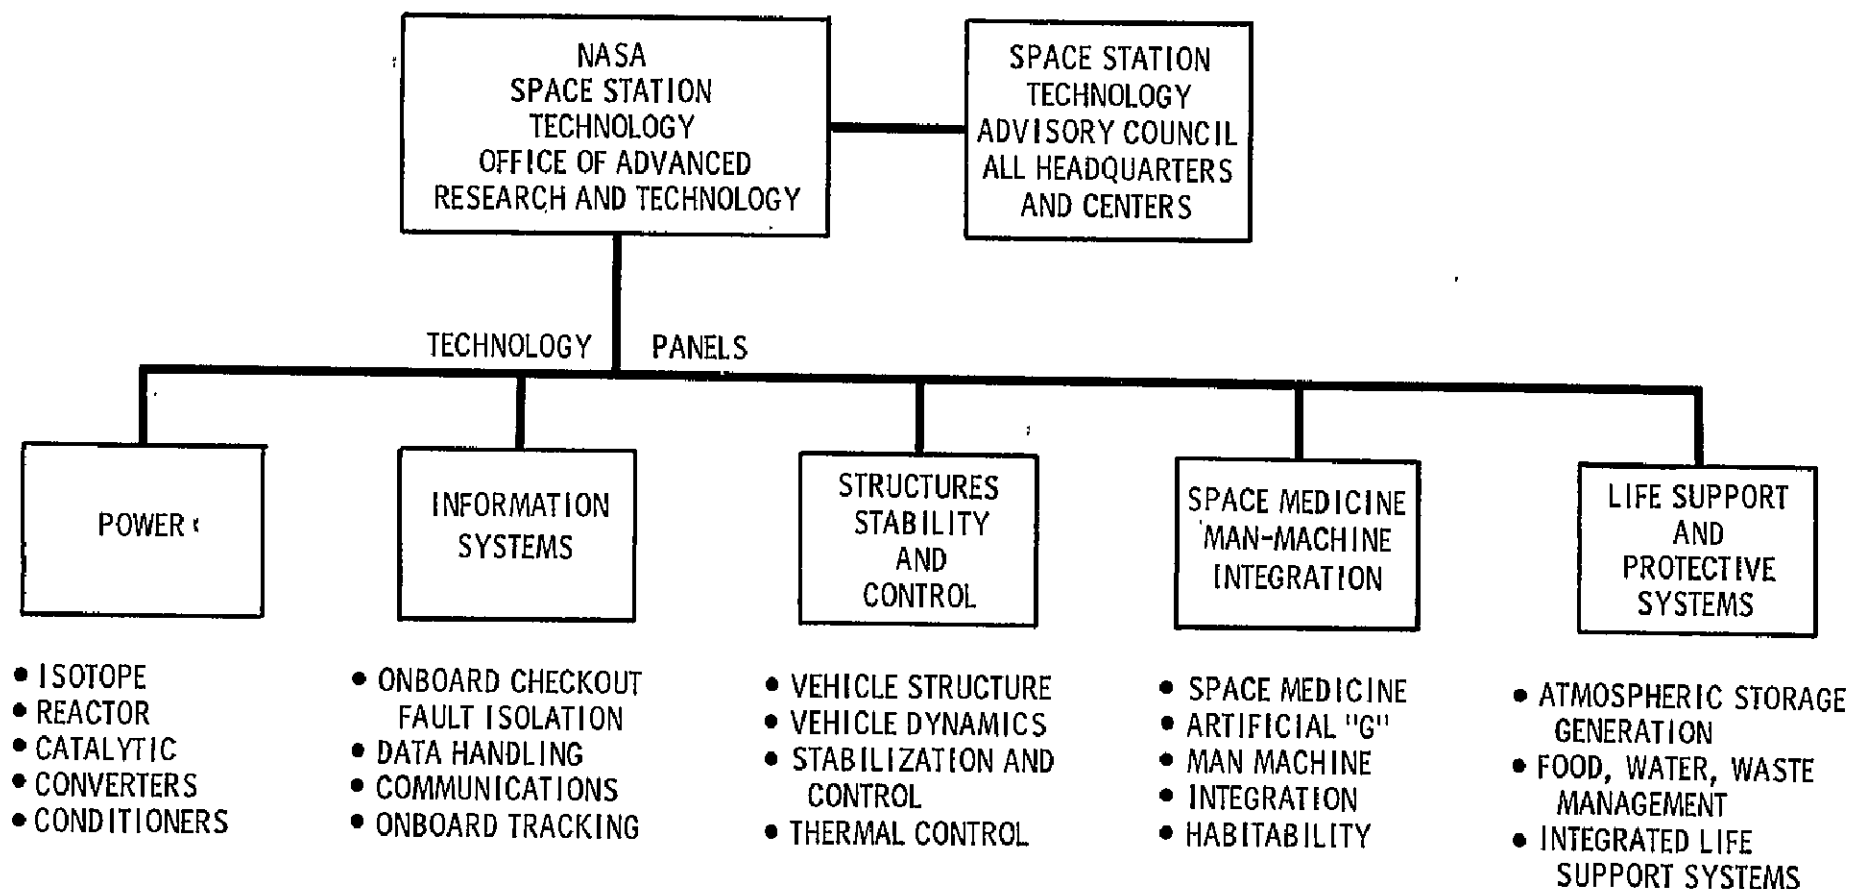 NASA
SPACE STATION
TECHNOLOGY
OFFICE OF ADVANCED
RESEARCH AND TECHNOLOGY
SPACE STATION
TECHNOLOGY
ADVISORY COUNCIL
ALL HEADQUARTERS
AND CENTERS
TECHNOLOGY PANELS
POWER
INFORMATION
SYSTEMS
STRUCTURES
STABILITY
AND
CONTROL
SPACE MEDICINE
MAN-MACHINE
INTEGRATION
LIFE SUPPORT
AND
PROTECTIVE
SYSTEMS
• ISOTOPE
• REACTOR
• CATALYTIC
• CONVERTERS
• CONDITIONERS
• ONBOARD CHECKOUT
FAULT ISOLATION
• DATA HANDLING
• COMMUNICATIONS
• ONBOARD TRACKING
• VEHICLE STRUCTURE
• VEHICLE DYNAMICS
• STABILIZATION AND
CONTROL
• THERMAL CONTROL
• SPACE MEDICINE
• ARTIFICIAL "G"
• MAN MACHINE
• INTEGRATION
• HABITABILITY
• ATMOSPHERIC STORAGE
GENERATION
• FOOD, WATER, WASTE
MANAGEMENT
• INTEGRATED LIFE
SUPPORT SYSTEMS